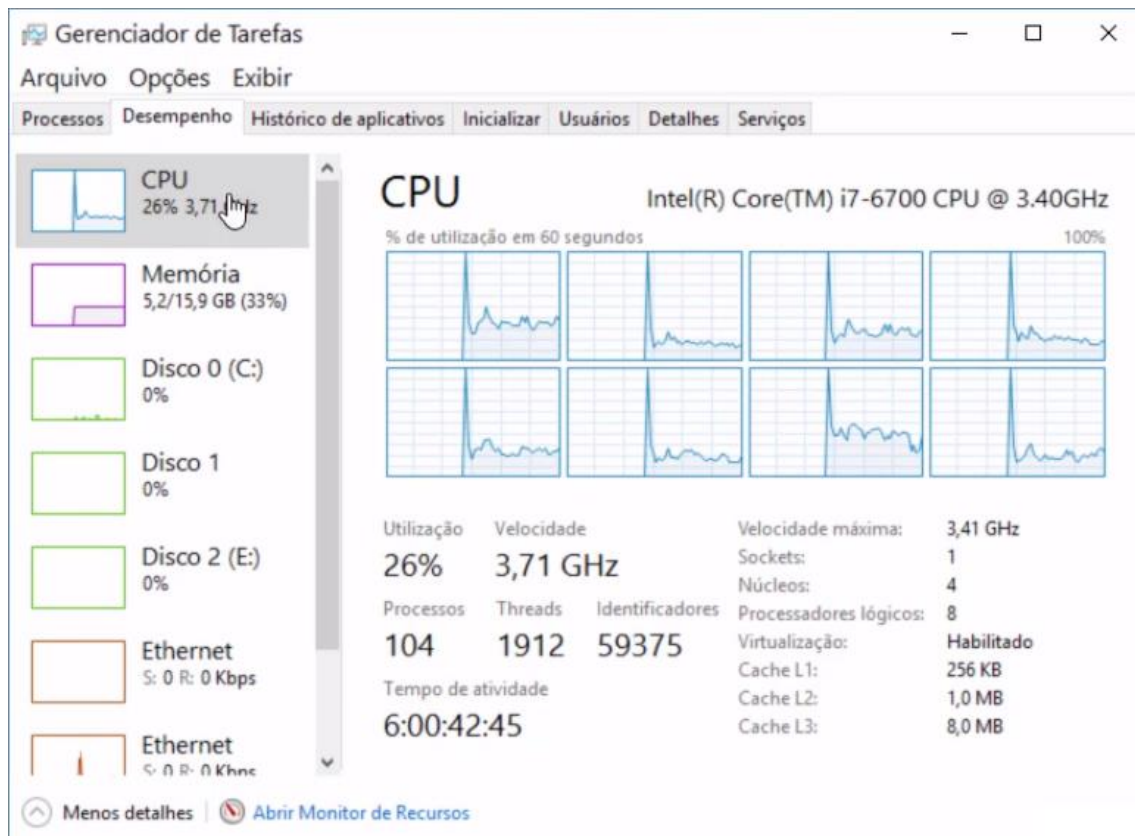 Gerenciador de Tarefas
Arquivo Opções Exibir
Processos Desempenho Histórico de aplicativos Inicializar Usuários Detalhes Serviços
CPU
26% 3,71
Memória
5,2/15,9 GB (33%)
Disco 0 (C:)
0%
Disco 1
0%
Disco 2 (E:)
0%
Ethernet
S: 0 R: 0 Kbps
Ethernet
S: 0 R: 0 Kbps
CPU
Intel(R) Core(TM) i7-6700 CPU @ 3.40GHz
% de utilização em 60 segundos 100%
Utilização Velocidade
26% 3,71 GHz
Processos Threads Identificadores
104 1912 59375
Tempo de atividade
6:00:42:45
Velocidade máxima: 3,41 GHz
Sockets: 1
Núcleos: 4
Processadores lógicos: 8
Virtualização: Habilitado
Cache L1: 256 KB
Cache L2: 1,0 MB
Cache L3: 8,0 MB
Menos detalhes Abrir Monitor de Recursos